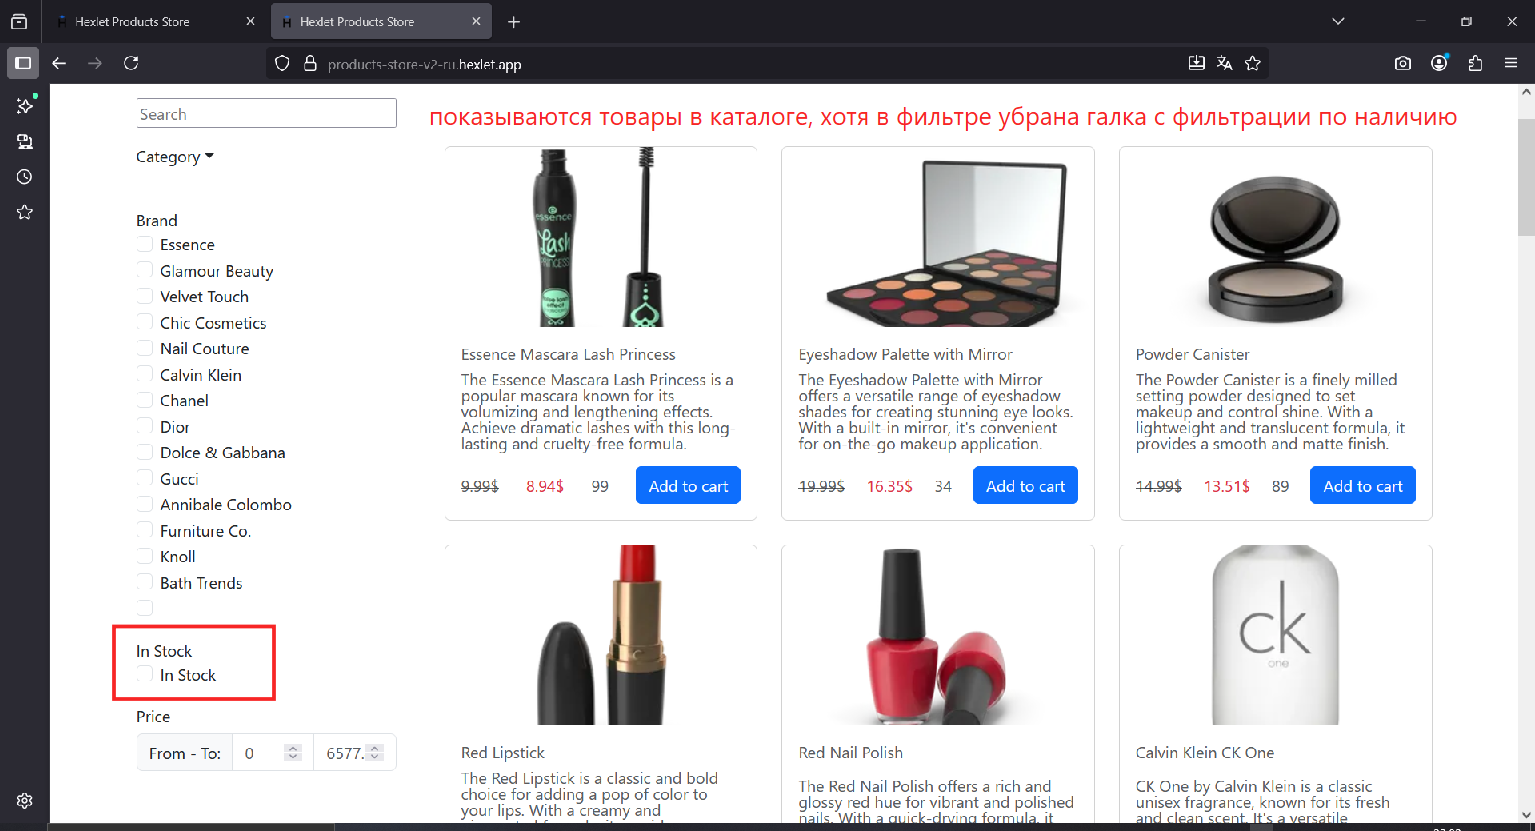 Hexlet Products Store
Hexlet Products Store
products-store-v2-ru.hexlet.app
Search
показываются товары в каталоге, хотя в фильтре убрана галка с фильтрации по наличию
Category
Brand
Essence
Glamour Beauty
Velvet Touch
Chic Cosmetics
Nail Couture
Calvin Klein
Chanel
Dior
Dolce & Gabbana
Gucci
Annibale Colombo
Furniture Co.
Knoll
Bath Trends
In Stock
In Stock
Price
From - To:
0
6577.
essence
Lash
PRINCESS
Essence Mascara Lash Princess
The Essence Mascara Lash Princess is a
popular mascara known for its
volumizing and lengthening effects.
Achieve dramatic lashes with this long-
lasting and cruelty-free formula.
9.99$ 8.94$ 99 Add to cart
Eyeshadow Palette with Mirror
The Eyeshadow Palette with Mirror
offers a versatile range of eyeshadow
shades for creating stunning eye looks.
With a built-in mirror, it's convenient
for on-the-go makeup application.
19.99$ 16.35$ 34 Add to cart
Powder Canister
The Powder Canister is a finely milled
setting powder designed to set
makeup and control shine. With a
lightweight and translucent formula, it
provides a smooth and matte finish.
14.99$ 13.51$ 89 Add to cart
Red Lipstick
The Red Lipstick is a classic and bold
choice for adding a pop of color to
your lips. With a creamy and
Red Nail Polish
The Red Nail Polish offers a rich and
glossy red hue for vibrant and polished
nails. With a quick-drying formula, it
ck
one
Calvin Klein CK One
CK One by Calvin Klein is a classic
unisex fragrance, known for its fresh
and clean scent. It's a versatile